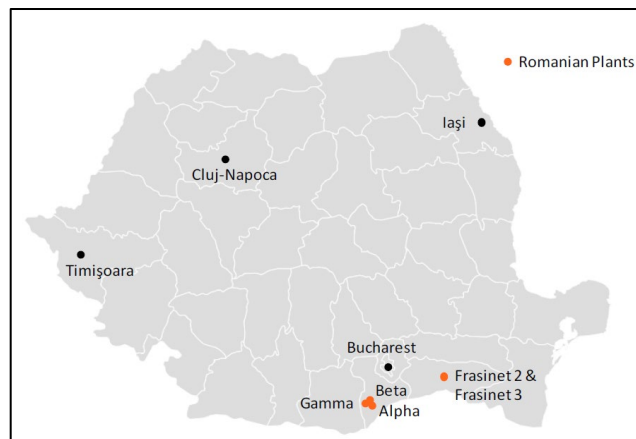 Romanian Plants
Iaşi
Cluj-Napoca
Timişoara
Bucharest
Frasinet 2 &
Frasinet 3
Beta
Gamma
Alpha